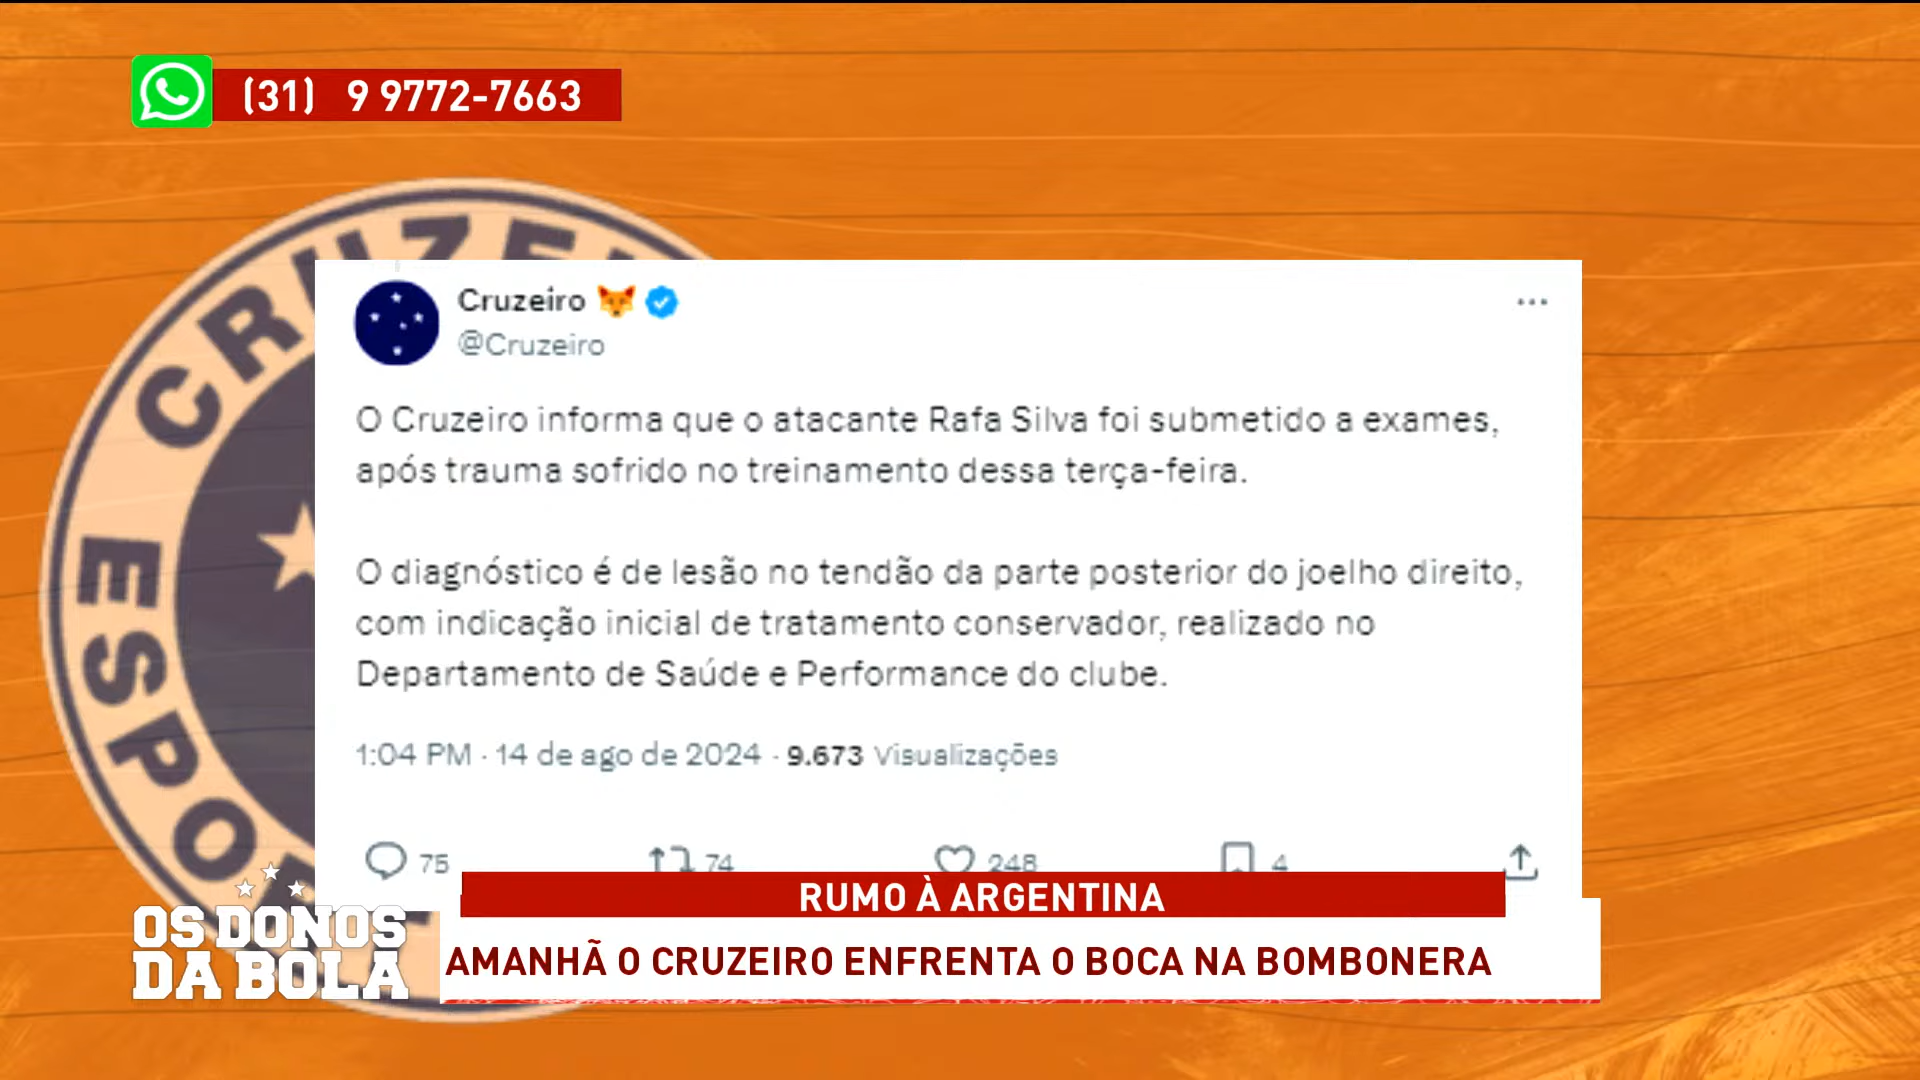 (31) 9 9772-7663
CRUZEI
ESPO
Cruzeiro
@Cruzeiro
O Cruzeiro informa que o atacante Rafa Silva foi submetido a exames,
após trauma sofrido no treinamento dessa terça-feira.
O diagnóstico é de lesão no tendão da parte posterior do joelho direito,
com indicação inicial de tratamento conservador, realizado no
Departamento de Saúde e Performance do clube.
1:04 PM · 14 de ago de 2024 · 9.673 Visualizações
75 74 248 4
RUMO À ARGENTINA
OS DONOS
DA BOLA
AMANHÃ O CRUZEIRO ENFRENTA O BOCA NA BOMBONERA